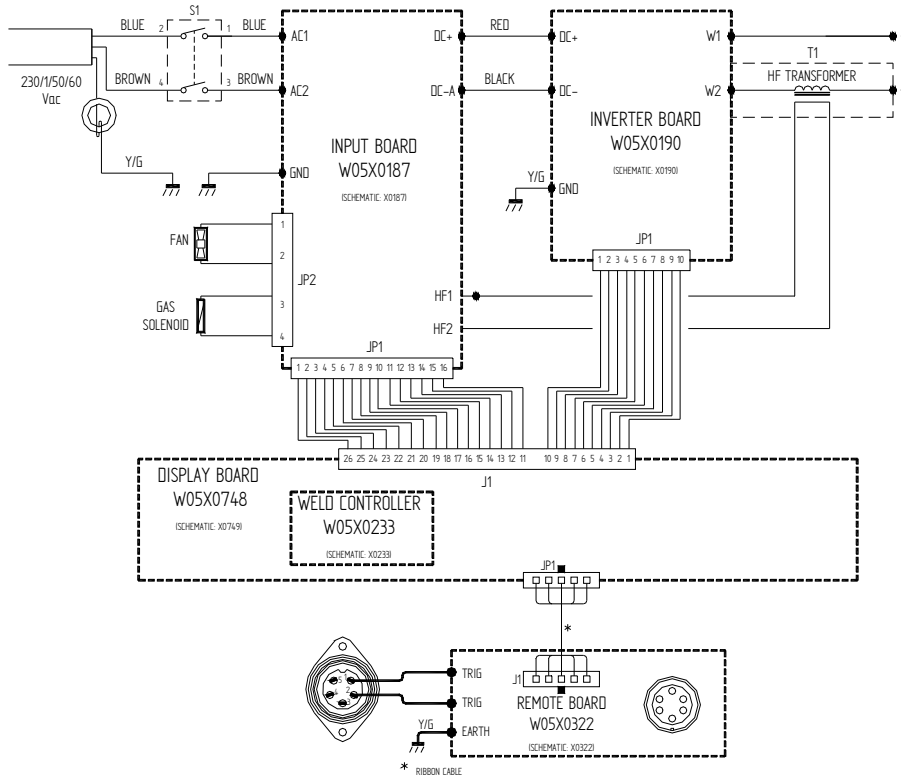 S1
BLUE 2 1 BLUE AC1 DC+ RED DC+ W1
T1
HF TRANSFORMER
BROWN 4 3 BROWN AC2 DC-A BLACK DC- W2
230/1/50/60
Vac
INPUT BOARD
W05X0187
(SCHEMATIC: X0187)
INVERTER BOARD
W05X0190
(SCHEMATIC: X0190)
Y/G
GND
Y/G
GND
FAN
1
2
JP2
GAS
SOLENOID
3
4
HF1
HF2
JP1
1 2 3 4 5 6 7 8 9 10
JP1
1 2 3 4 5 6 7 8 9 10 11 12 13 14 15 16
26 25 24 23 22 21 20 19 18 17 16 15 14 13 12 11 10 9 8 7 6 5 4 3 2 1
J1
DISPLAY BOARD
W05X0748
(SCHEMATIC: X0749)
WELD CONTROLLER
W05X0233
(SCHEMATIC: X0233)
JP1
*
5 1
4 2
3
TRIG
TRIG
Y/G
EARTH
J1
REMOTE BOARD
W05X0322
(SCHEMATIC: X0322)
* RIBBON CABLE